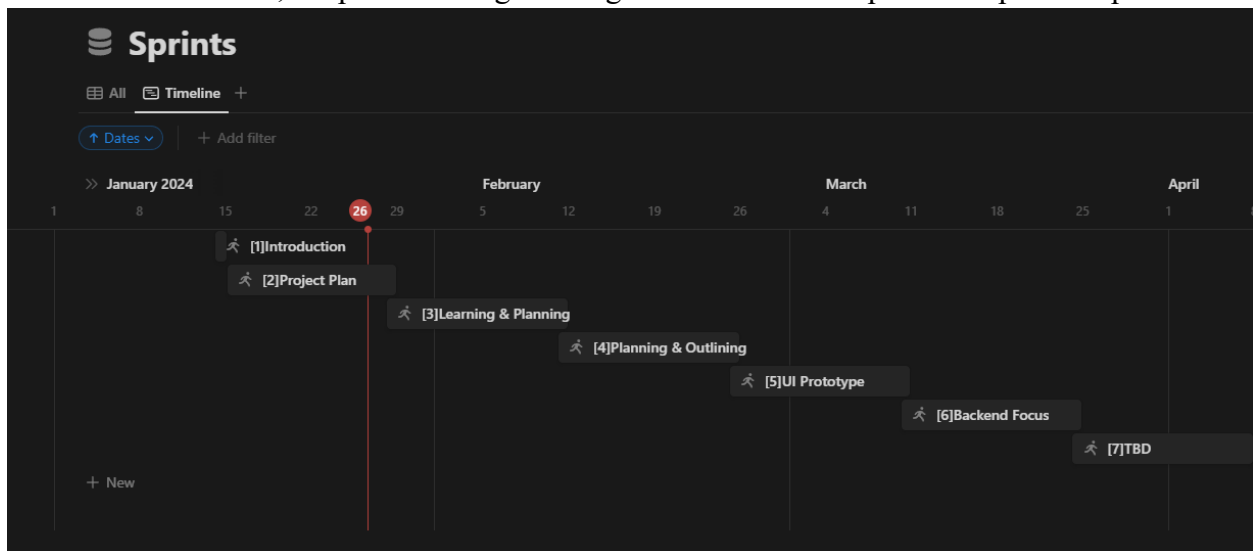 Sprints
All Timeline +
↑ Dates + Add filter
January 2024 February March April
1 8 15 22 26 29 5 12 19 26 4 11 18 25 1
[1]Introduction
[2]Project Plan
[3]Learning & Planning
[4]Planning & Outlining
[5]UI Prototype
[6]Backend Focus
[7]TBD
+ New